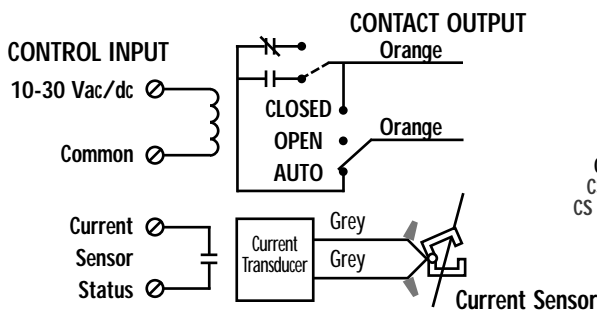 CONTACT OUTPUT
CONTROL INPUT
Orange
10-30 Vac/dc
CLOSED
OPEN
Orange
Common
AUTO
Current
Sensor
Status
Current
Transducer
Grey
Grey
Current Sensor
C
CS